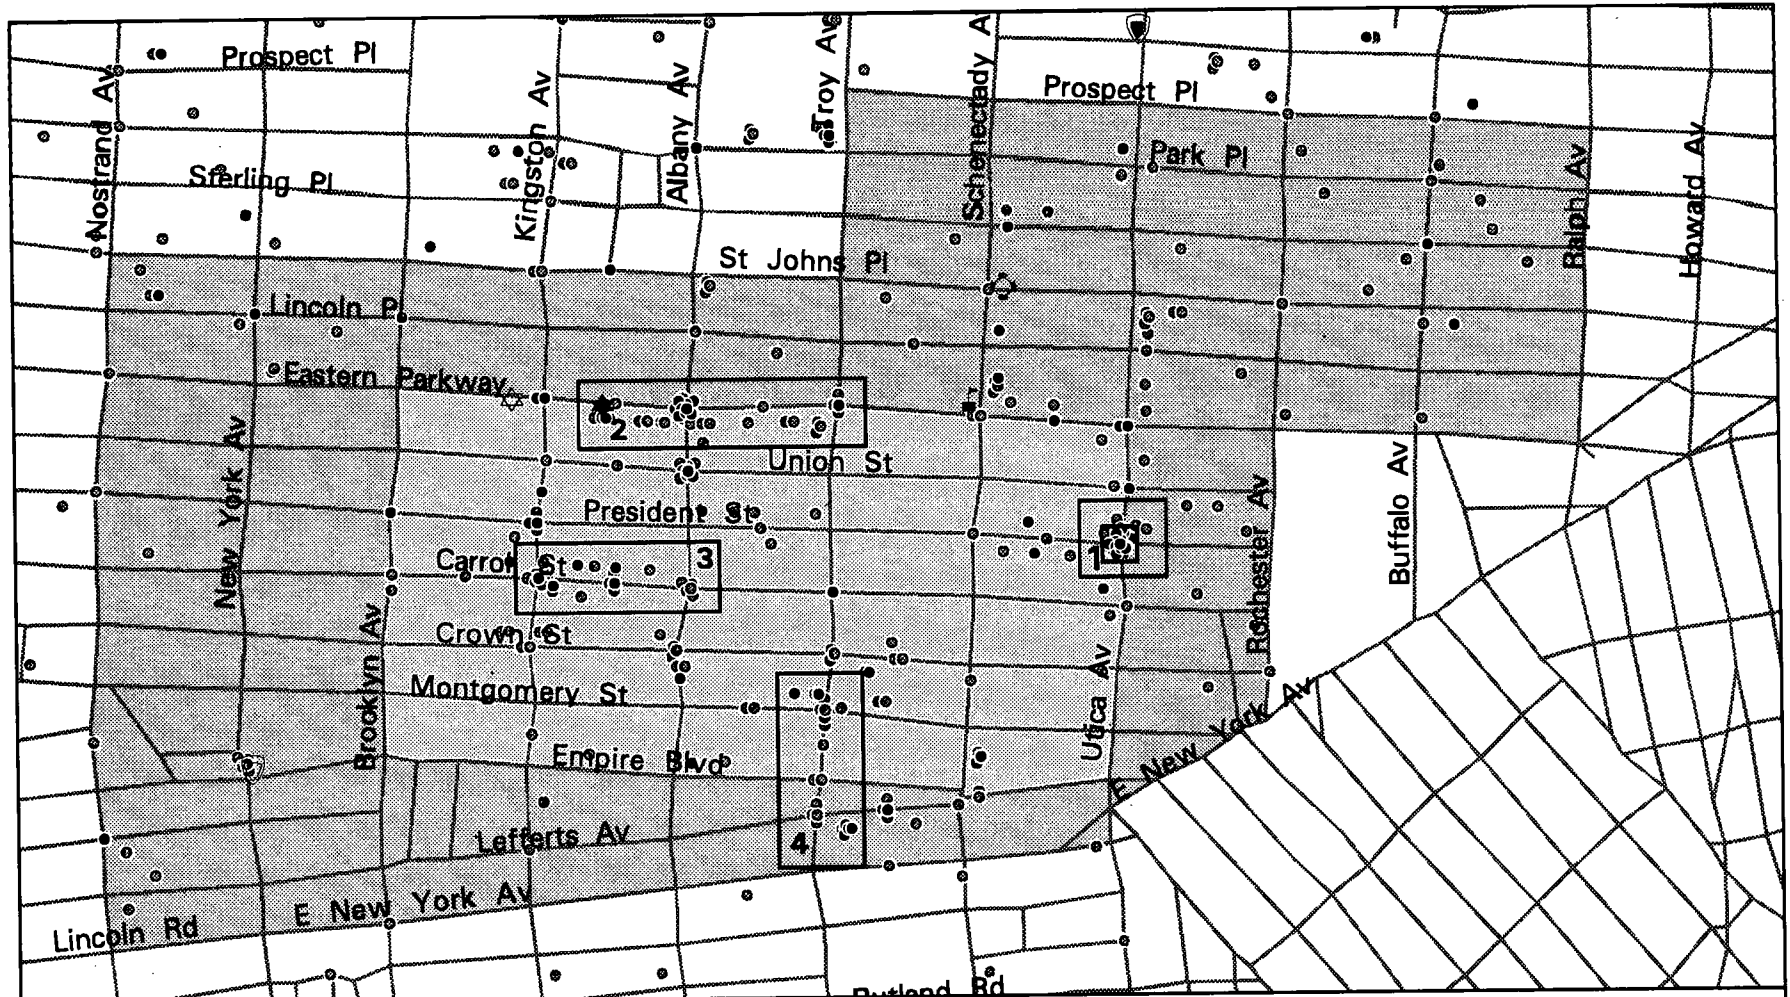 Prospect Pl
Prospect Pl
Nostrand Av
Kingston Av
Albany Av
Troy Av
Schenectady A
Park Pl
Sterling Pl
Ralph Av
Howard Av
St Johns Pl
Lincoln P
Eastern Parkway
2
Union St
New York Av
Buffalo Av
President St
Rochester Av
Carrol St
3
1
Brooklyn Av
Crown St
Utica Av
Montgomery St
E New York Av
Empire Blvd
4
Lefferts Av
E New York Av
Lincoln Rd
Rutland Rd